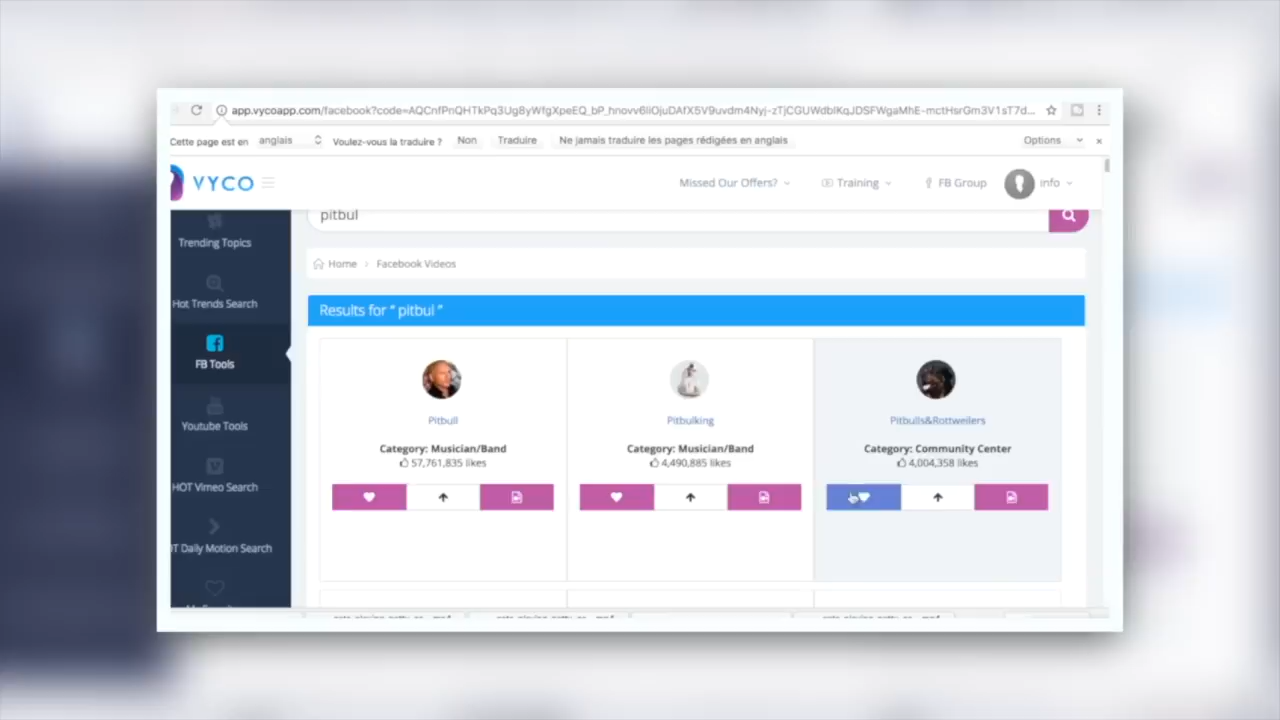 app.vycoapp.com/facebook?code=
Cette page est en anglais Voulez-vous la traduire ? Non Traduire Ne jamais traduire les pages rédigées en anglais Options
VYCO Missed Our Offers? Training FB Group info
pitbul
Trending Topics
Home Facebook Videos
Hot Trends Search
Results for " pitbul "
FB Tools
Pitbull Pitbulking Pitbulls&Rottweilers
Youtube Tools
Category: Musician/Band Category: Musician/Band Category: Community Center
57,761,835 likes 4,490,885 likes 4,004,358 likes
HOT Vimeo Search
T Daily Motion Search